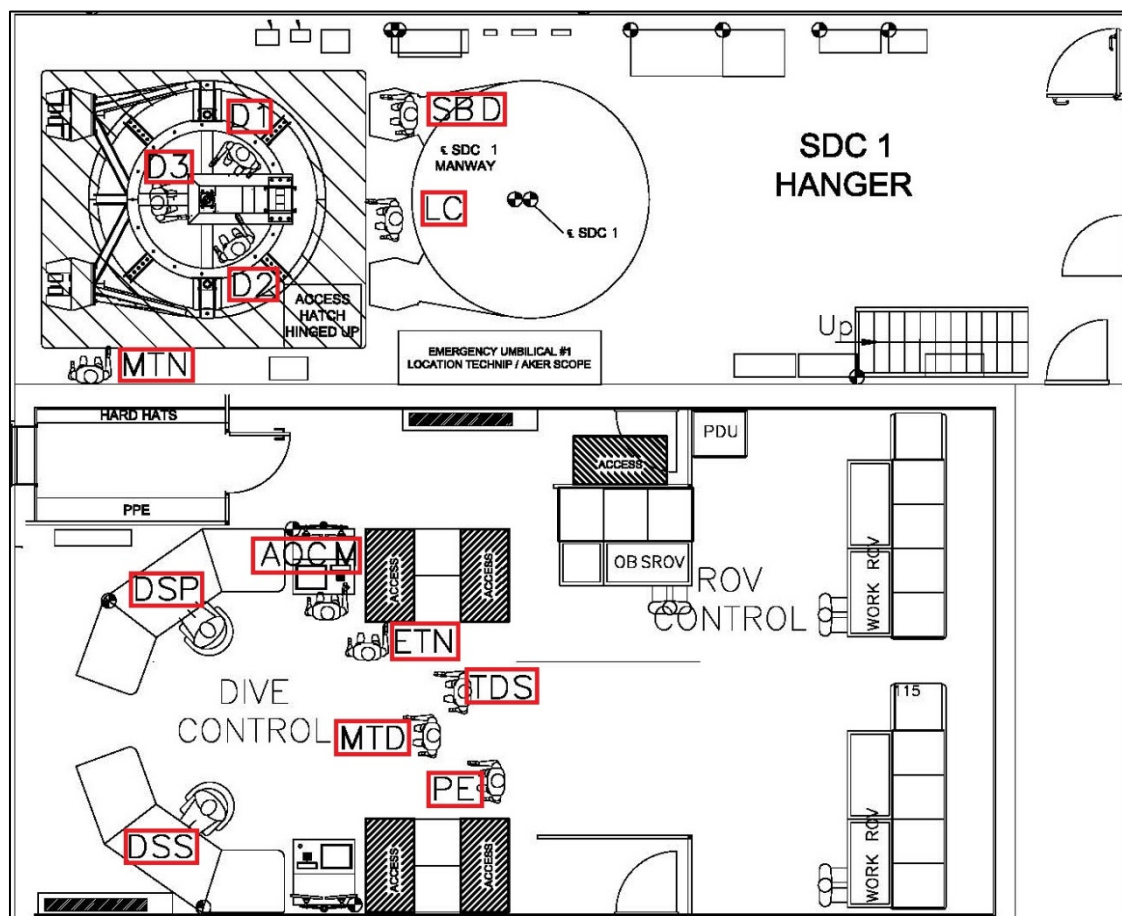 D1
SBD
℄ SDC 1
MANWAY
SDC 1
HANGER
D3
LC
℄ SDC 1
D2
ACCESS
HATCH
HINGED UP
Up
MTN
EMERGENCY UMBILICAL #1
LOCATION TECHNIP / AKER SCOPE
HARD HATS
PDU
ACCESS
PPE
AOCM
ACCESS
ACCESS
OBSROV
ROV
CONTROL
WORK ROV
DSP
ETN
TDS
DIVE
CONTROL
MTD
115
PE
DSS
ACCESS
ACCESS
WORK ROV